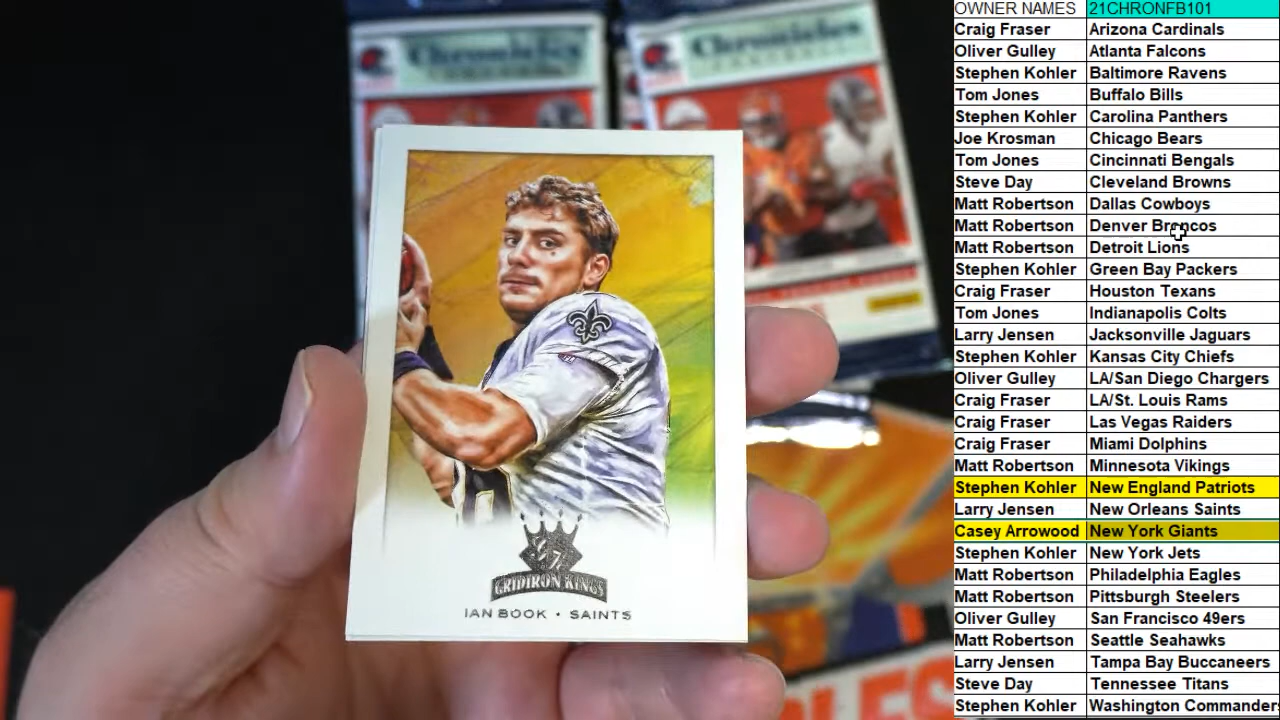 Chronicles
Chronicles
GRIDIRON KINGS
IAN BOOK • SAINTS
OWNER NAMES 21CHRONFB101
Craig Fraser Arizona Cardinals
Oliver Gulley Atlanta Falcons
Stephen Kohler Baltimore Ravens
Tom Jones Buffalo Bills
Stephen Kohler Carolina Panthers
Joe Krosman Chicago Bears
Tom Jones Cincinnati Bengals
Steve Day Cleveland Browns
Matt Robertson Dallas Cowboys
Matt Robertson Denver Broncos
Matt Robertson Detroit Lions
Stephen Kohler Green Bay Packers
Craig Fraser Houston Texans
Tom Jones Indianapolis Colts
Larry Jensen Jacksonville Jaguars
Stephen Kohler Kansas City Chiefs
Oliver Gulley LA/San Diego Chargers
Craig Fraser LA/St. Louis Rams
Craig Fraser Las Vegas Raiders
Craig Fraser Miami Dolphins
Matt Robertson Minnesota Vikings
Stephen Kohler New England Patriots
Larry Jensen New Orleans Saints
Casey Arrowood New York Giants
Stephen Kohler New York Jets
Matt Robertson Philadelphia Eagles
Matt Robertson Pittsburgh Steelers
Oliver Gulley San Francisco 49ers
Matt Robertson Seattle Seahawks
Larry Jensen Tampa Bay Buccaneers
Steve Day Tennessee Titans
Stephen Kohler Washington Commander